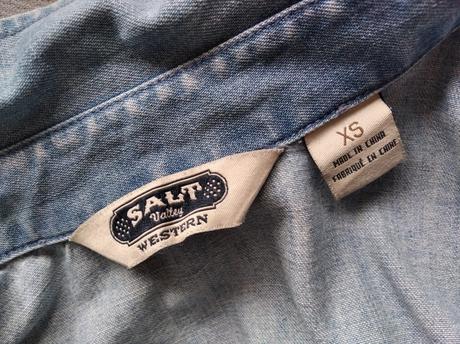 SALT
Valley
WESTERN
XS
MADE IN CHINA
FABRIQUÉ EN CHINE